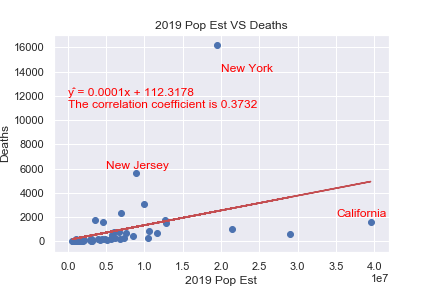 2019 Pop Est VS Deaths
16000
14000
12000
10000
8000
6000
4000
2000
0
Deaths
New York
ŷ = 0.0001x + 112.3178
The correlation coefficient is 0.3732
New Jersey
California
0.0 0.5 1.0 1.5 2.0 2.5 3.0 3.5 4.0
1e7
2019 Pop Est